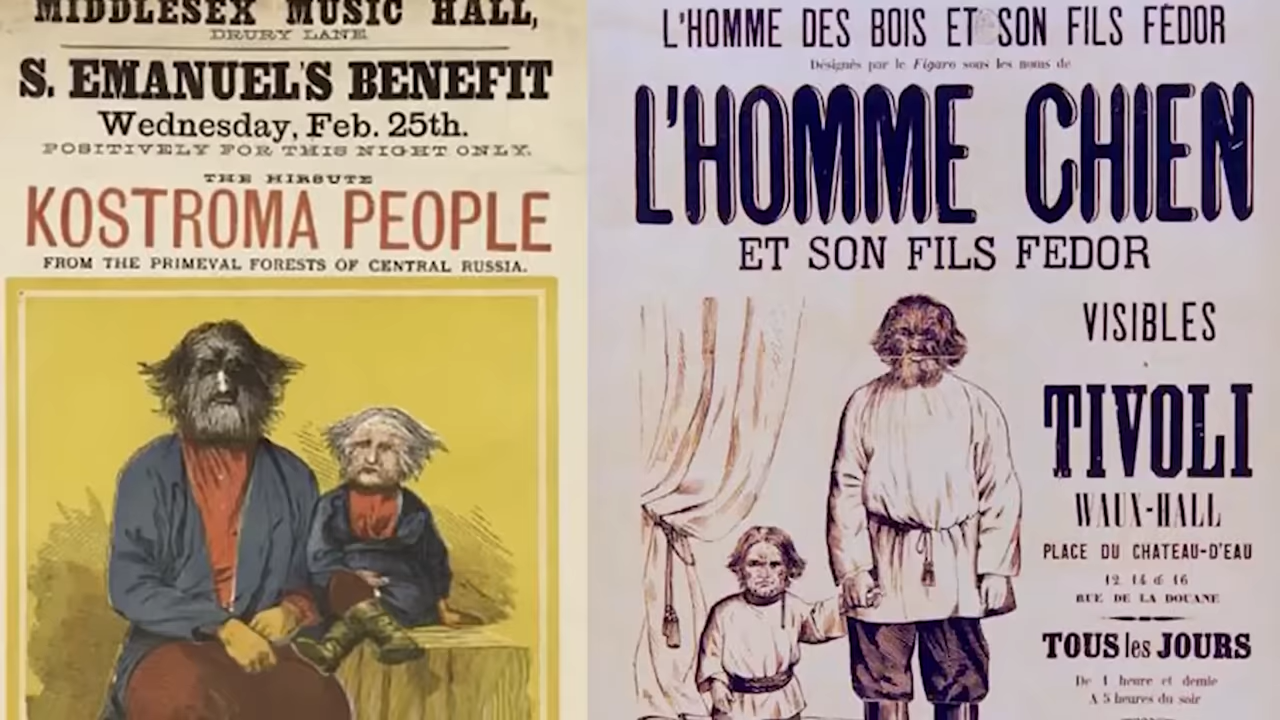 MIDDLESEX MUSIC HALL,
DRURY LANE
S. EMANUEL'S BENEFIT
Wednesday, Feb. 25th.
POSITIVELY FOR THIS NIGHT ONLY.
THE HIRSUTE
KOSTROMA PEOPLE
FROM THE PRIMEVAL FORESTS OF CENTRAL RUSSIA.
L'HOMME DES BOIS ET SON FILS FÉDOR
Désignés par le Figaro sous les noms de
L'HOMME CHIEN
ET SON FILS FEDOR
VISIBLES
TIVOLI
WAUX-HALL
PLACE DU CHATEAU-D'EAU
12 14 & 16
RUE DE LA DOUANE
TOUS les JOURS
De 1 heure et demie
A 5 heures du soir